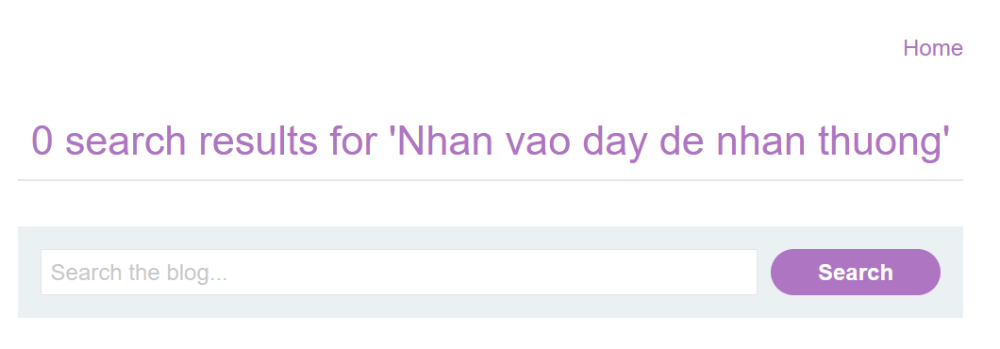 Home
0 search results for 'Nhan vao day de nhan thuong'
Search the blog...
Search